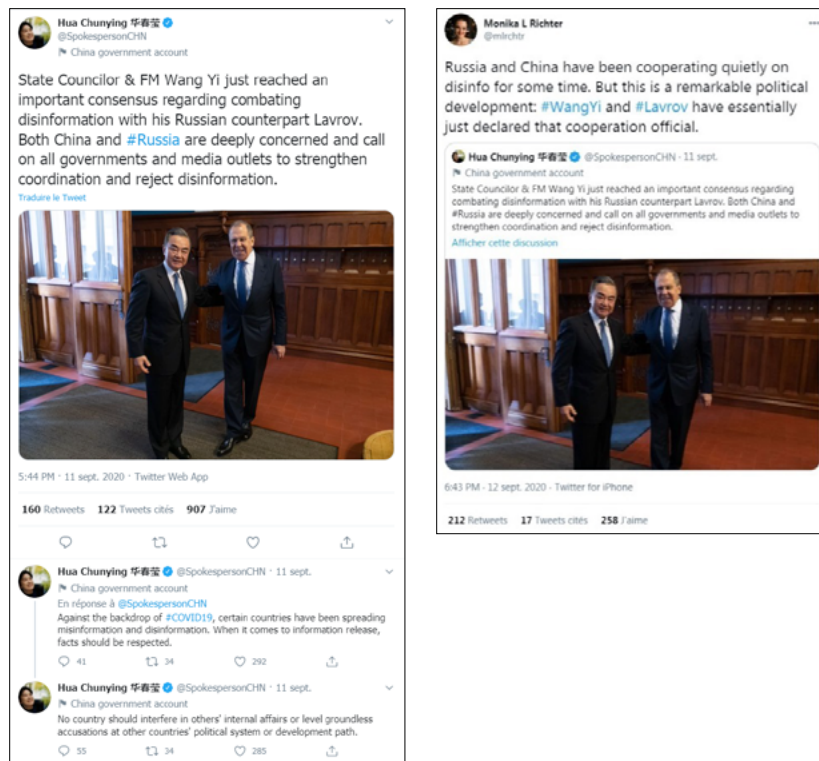 Hua Chunying 华春莹
@SpokespersonCHN
China government account
State Councilor & FM Wang Yi just reached an
important consensus regarding combating
disinformation with his Russian counterpart Lavrov.
Both China and #Russia are deeply concerned and call
on all governments and media outlets to strengthen
coordination and reject disinformation.
Traduire le Tweet
5:44 PM · 11 sept. 2020 · Twitter Web App
160 Retweets 122 Tweets cités 907 J'aime
Hua Chunying 华春莹 @SpokespersonCHN · 11 sept.
China government account
En réponse à @SpokespersonCHN
Against the backdrop of #COVID19, certain countries have been spreading
misinformation and disinformation. When it comes to information release,
facts should be respected.
41 34 292
Hua Chunying 华春莹 @SpokespersonCHN · 11 sept.
China government account
No country should interfere in others' internal affairs or level groundless
accusations at other countries' political system or development path.
55 34 285
Monika L Richter
@mlrchtr
Russia and China have been cooperating quietly on
disinfo for some time. But this is a remarkable political
development: #WangYi and #Lavrov have essentially
just declared that cooperation official.
Hua Chunying 华春莹 @SpokespersonCHN · 11 sept.
China government account
State Councilor & FM Wang Yi just reached an important consensus regarding
combating disinformation with his Russian counterpart Lavrov. Both China and
#Russia are deeply concerned and call on all governments and media outlets to
strengthen coordination and reject disinformation.
Afficher cette discussion
6:43 PM · 12 sept. 2020 · Twitter for iPhone
212 Retweets 17 Tweets cités 258 J'aime